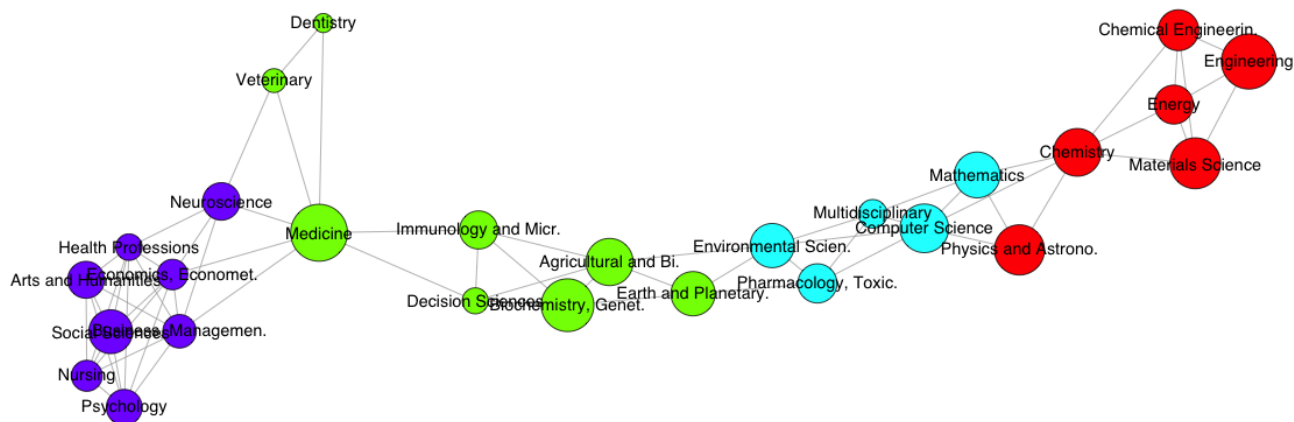 Dentistry
Chemical Engineerin.
Engineering
Veterinary
Energy
Chemistry
Materials Science
Mathematics
Neuroscience
Multidisciplinary
Immunology and Micr.
Computer Science
Medicine
Health Professions
Environmental Scien.
Physics and Astrono.
Agricultural and Bi.
Economics, Economet.
Arts and Humanities
Pharmacology, Toxic.
Earth and Planetary.
Decision Sciences
Biochemistry, Genet.
Business, Managemen.
Social Sciences
Nursing
Psychology